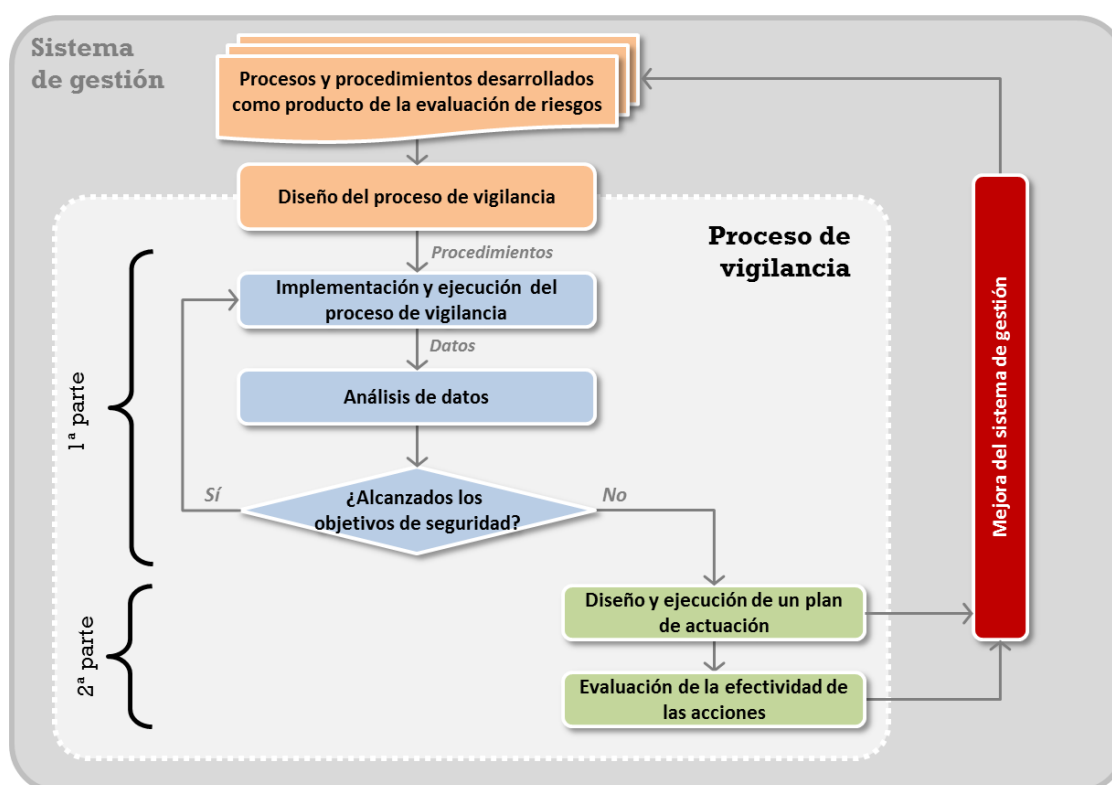 Sistema
de gestión
Procesos y procedimientos desarrollados
como producto de la evaluación de riesgos
Diseño del proceso de vigilancia
Proceso de
vigilancia
Procedimientos
Implementación y ejecución del
proceso de vigilancia
Datos
Análisis de datos
1ª parte
¿Alcanzados los
objetivos de seguridad?
Sí
No
Diseño y ejecución de un plan
de actuación
2ª parte
Evaluación de la efectividad de
las acciones
Mejora del sistema de gestión